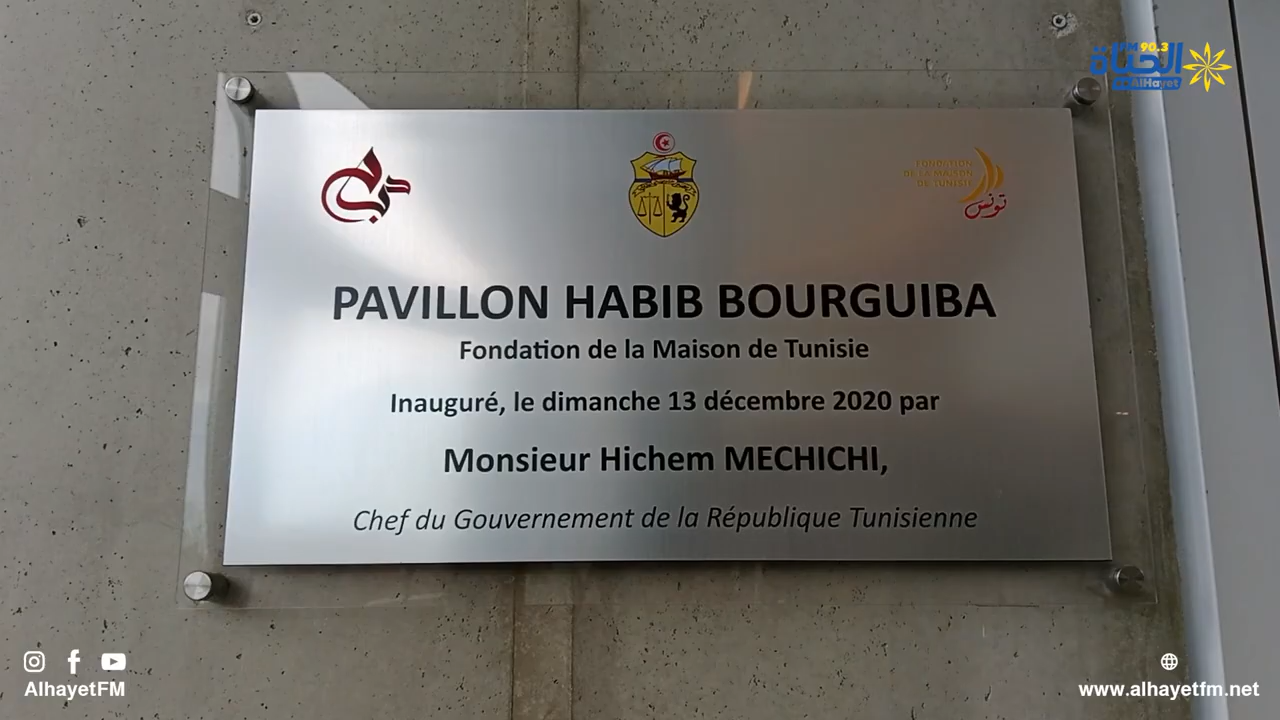 FM 90.3
الحياة
AlHayet
FONDATION
DE LA MAISON
DE TUNISIE
تونس
PAVILLON HABIB BOURGUIBA
Fondation de la Maison de Tunisie
Inauguré, le dimanche 13 décembre 2020 par
Monsieur Hichem MECHICHI,
Chef du Gouvernement de la République Tunisienne
AlhayetFM
www.alhayetfm.net